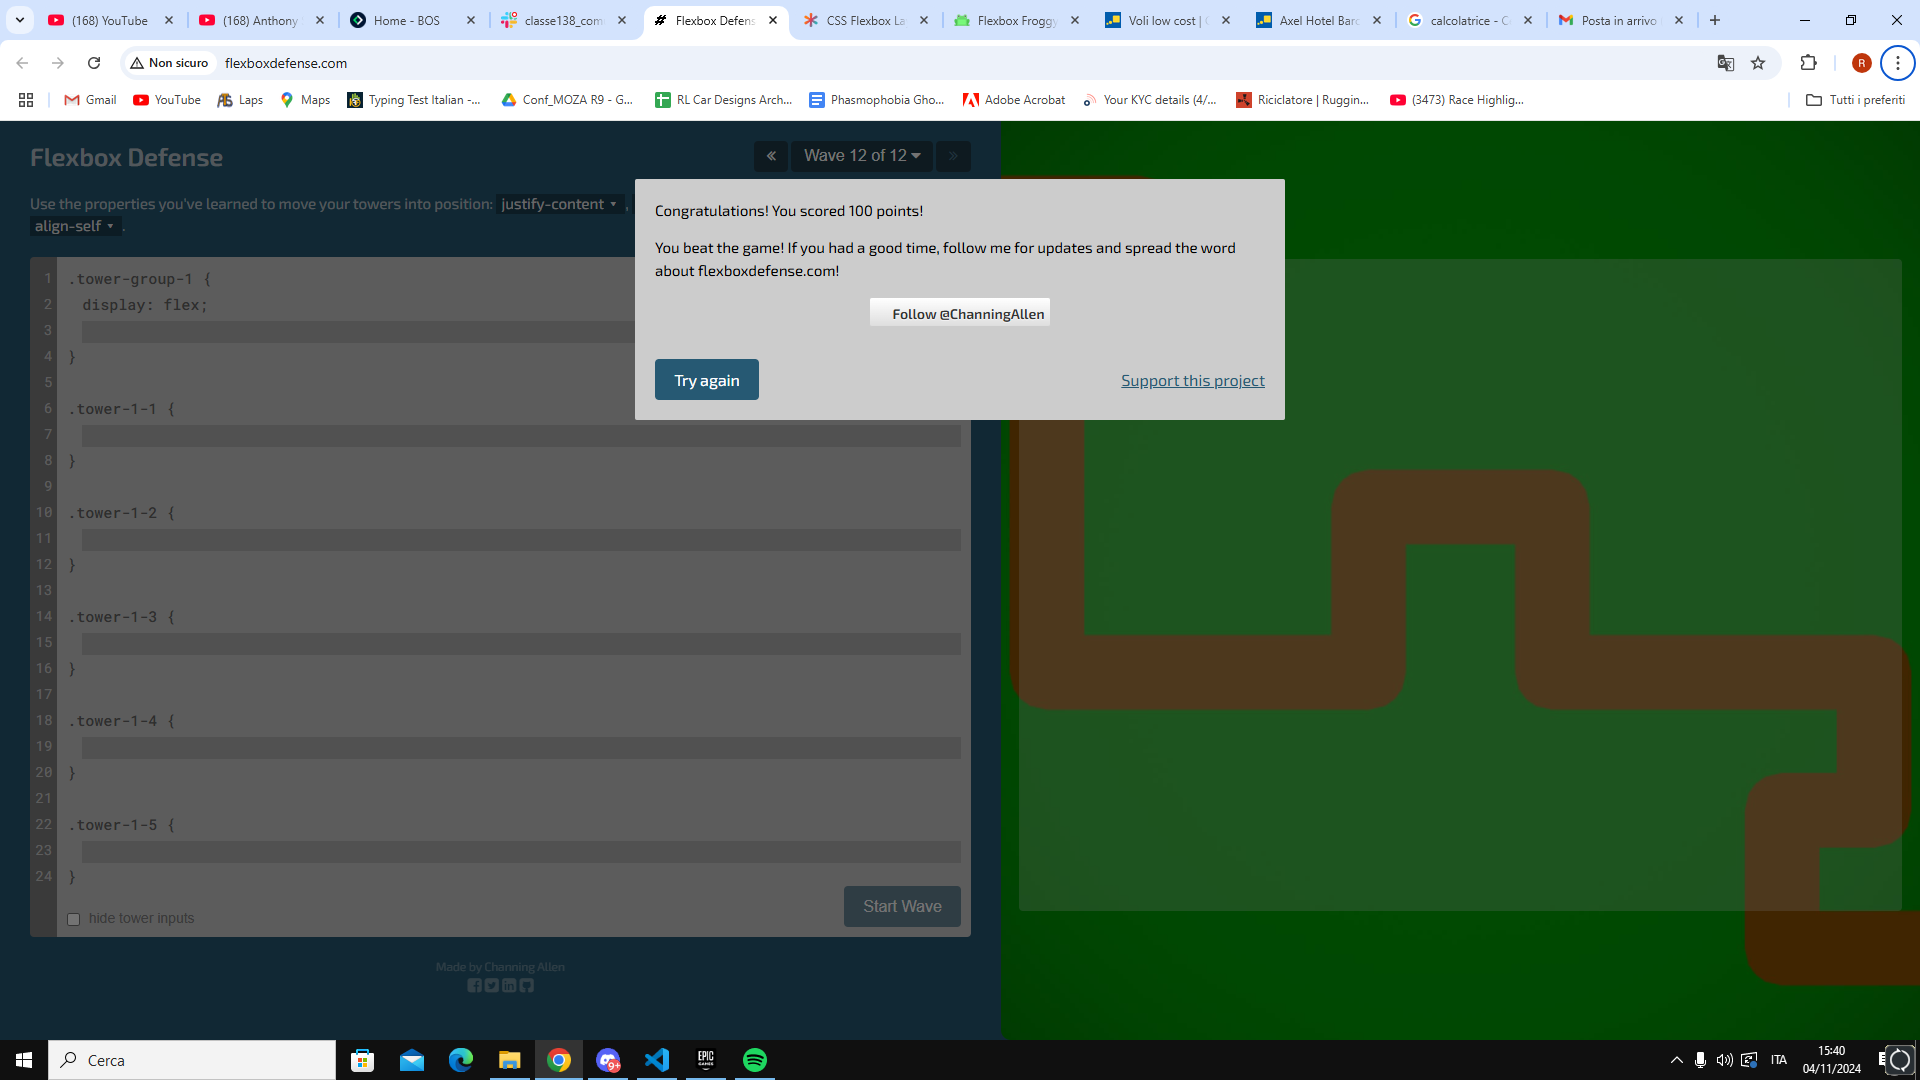 (168) YouTube
(168) Anthony
Home - BOS
classe138_com
Flexbox Defens
CSS Flexbox La
Flexbox Froggy
Voli low cost |
Axel Hotel Barc
calcolatrice - C
Posta in arrivo
Non sicuro
flexboxdefense.com
R
Gmail
YouTube
Laps
Maps
Typing Test Italian -...
Conf_MOZA R9 - G...
RL Car Designs Arch...
Phasmophobia Gho...
Adobe Acrobat
Your KYC details (4/...
Riciclatore | Ruggin...
(3473) Race Highlig...
Tutti i preferiti
Flexbox Defense
« Wave 12 of 12 »
Use the properties you've learned to move your towers into position: justify-content ,
align-self .
Congratulations! You scored 100 points!
You beat the game! If you had a good time, follow me for updates and spread the word
about flexboxdefense.com!
Follow @ChanningAllen
Try again
Support this project
1 .tower-group-1 {
2 display: flex;
3
4 }
5
6 .tower-1-1 {
7
8 }
9
10 .tower-1-2 {
11
12 }
13
14 .tower-1-3 {
15
16 }
17
18 .tower-1-4 {
19
20 }
21
22 .tower-1-5 {
23
24 }
hide tower inputs
Start Wave
Made by Channing Allen
Cerca
9+
EPIC
GAMES
ITA
15:40
04/11/2024